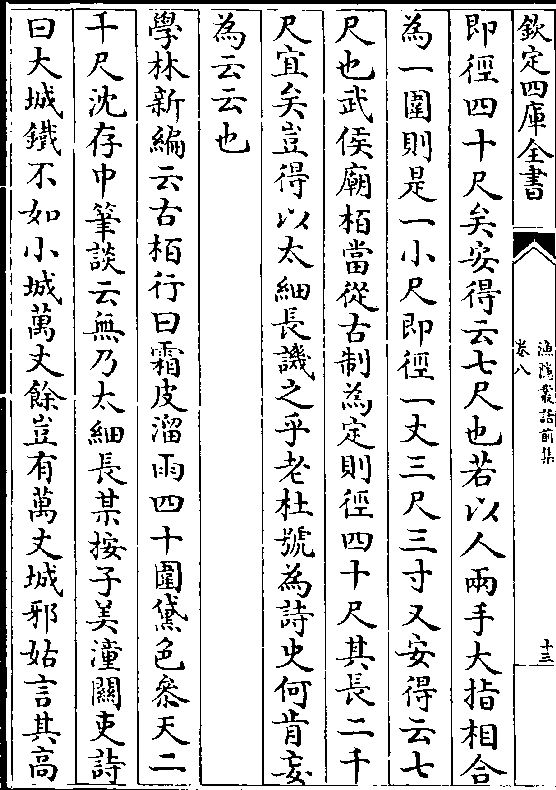 欽定四庫全書
漁隱叢話前集
卷八
十三
即徑四十尺矣安得云七尺也若以人兩手大指相合
為一圍則是一小尺即徑一丈三尺三寸又安得云七
尺也武侯廟栢當從古制為定則徑四十尺其長二千
尺宜矣豈得以太細長譏之乎老杜號為詩史何肯妄
為云云也
學林新編云古栢行曰霜皮溜雨四十圍黛色叅天二
千尺沈存中筆談云無乃太細長某按子美潼關吏詩
曰大城鐵不如小城萬丈餘豈有萬丈城邪姑言其高